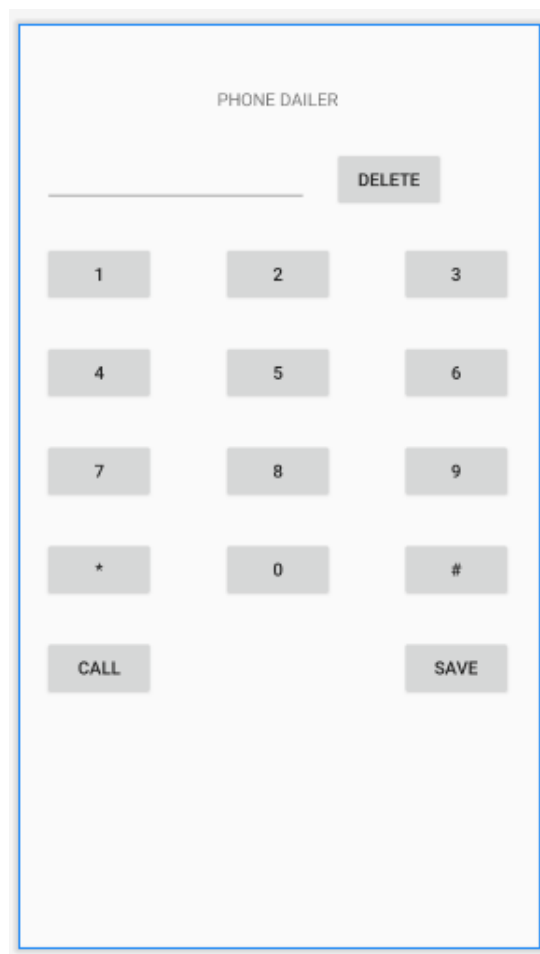 PHONE DAILER
DELETE
1 2 3
4 5 6
7 8 9
* 0 #
CALL SAVE